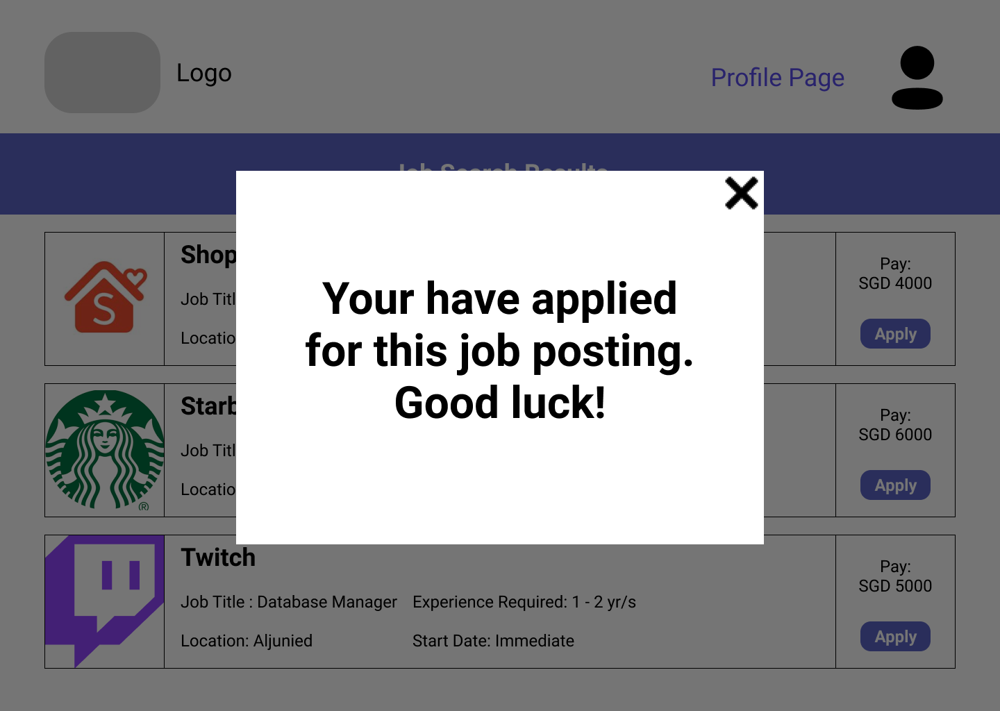 Logo
Profile Page
Job Search Results
Your have applied
for this job posting.
Good luck!
Shop
Job Titl
Locatio
Pay:
SGD 4000
Apply
S
Starb
Job Titl
Locatio
Pay:
SGD 6000
Apply
®
Twitch
Job Title : Database Manager Experience Required: 1 - 2 yr/s
Location: Aljunied Start Date: Immediate
Pay:
SGD 5000
Apply